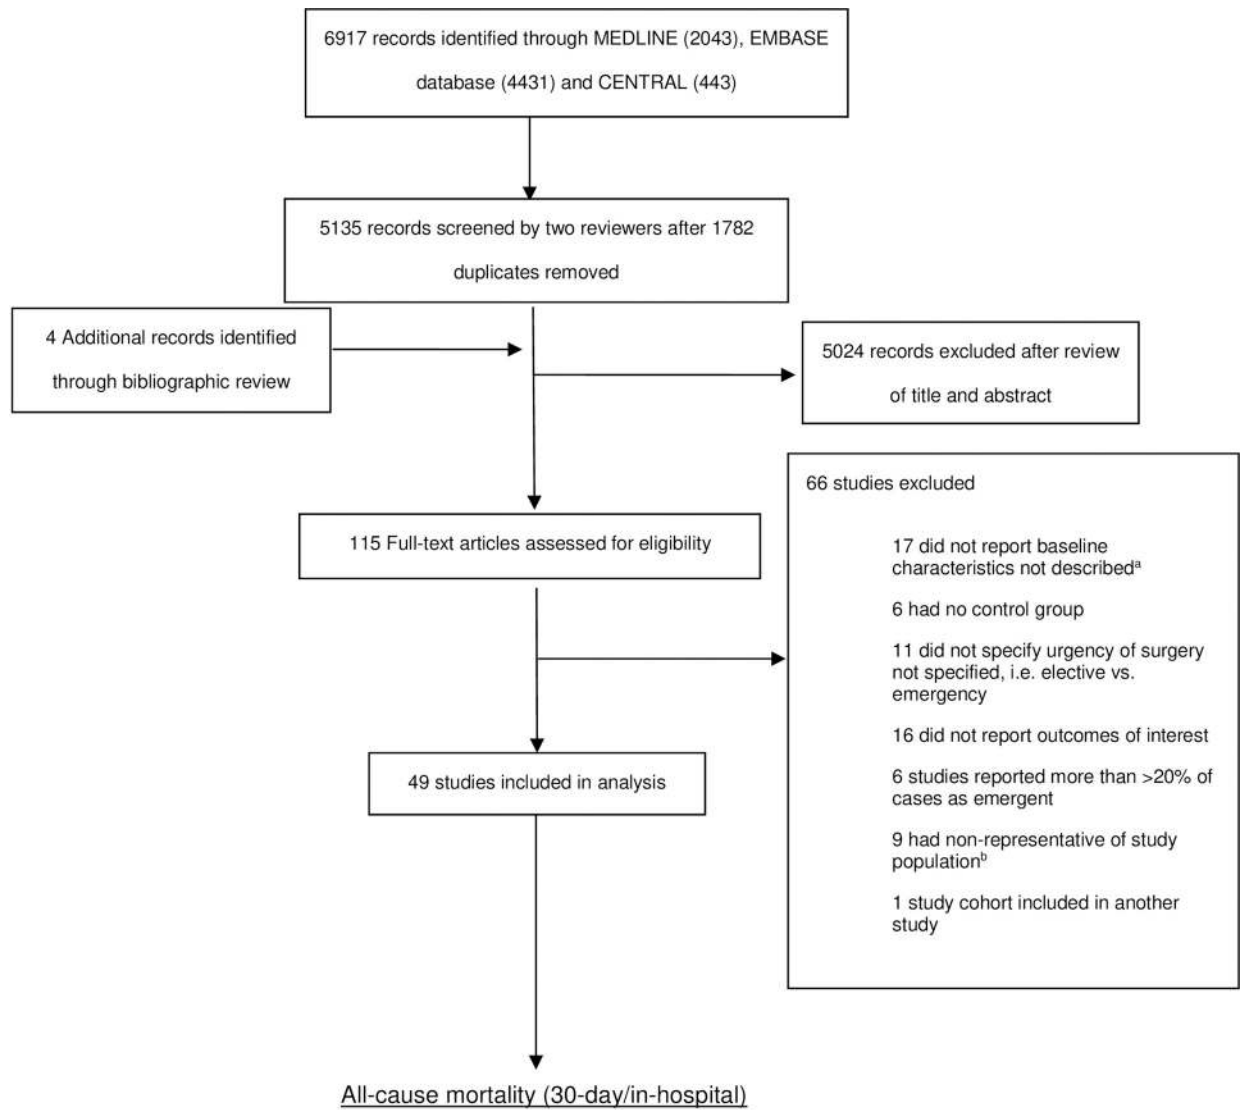 6917 records identified through MEDLINE (2043), EMBASE
database (4431) and CENTRAL (443)
5135 records screened by two reviewers after 1782
duplicates removed
4 Additional records identified
through bibliographic review
5024 records excluded after review
of title and abstract
115 Full-text articles assessed for eligibility
66 studies excluded
17 did not report baseline
characteristics not describedᵃ
6 had no control group
11 did not specify urgency of surgery
not specified, i.e. elective vs.
emergency
16 did not report outcomes of interest
6 studies reported more than >20% of
cases as emergent
9 had non-representative of study
populationᵇ
1 study cohort included in another
study
49 studies included in analysis
All-cause mortality (30-day/in-hospital)